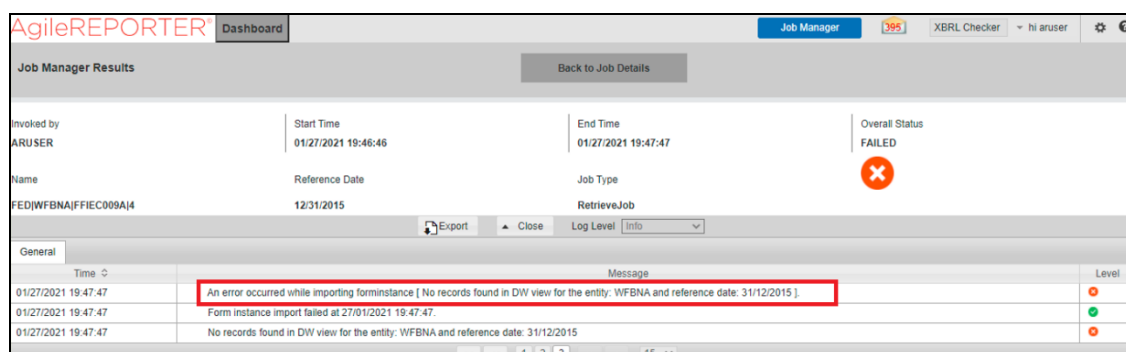 AgileREPORTER® Dashboard Job Manager 395 XBRL Checker hi aruser
Job Manager Results Back to Job Details
Invoked by Start Time End Time Overall Status
ARUSER 01/27/2021 19:46:46 01/27/2021 19:47:47 FAILED
Name Reference Date Job Type
FED|WFBNA|FFIEC009A|4 12/31/2015 RetrieveJob
Export Close Log Level Info
General
Time Message Level
01/27/2021 19:47:47 An error occurred while importing forminstance [ No records found in DW view for the entity: WFBNA and reference date: 31/12/2015 ].
01/27/2021 19:47:47 Form instance import failed at 27/01/2021 19:47:47.
01/27/2021 19:47:47 No records found in DW view for the entity: WFBNA and reference date: 31/12/2015
1 2 3 15